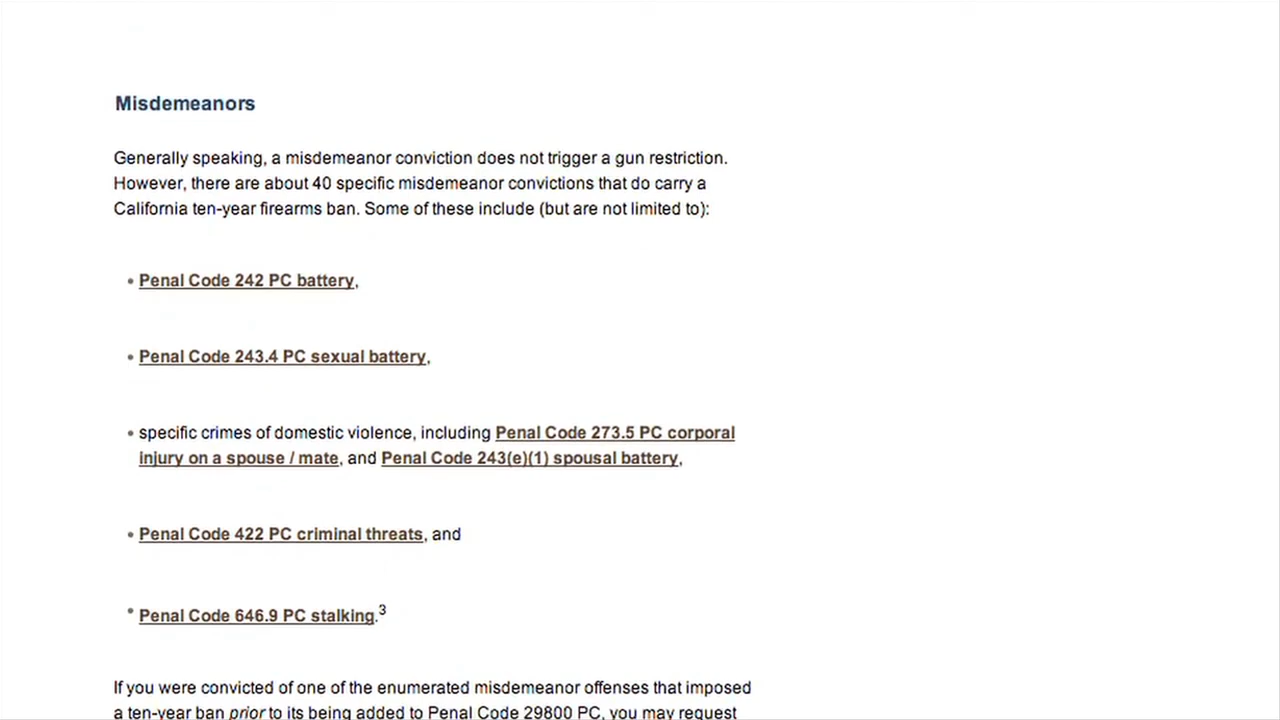 Misdemeanors
Generally speaking, a misdemeanor conviction does not trigger a gun restriction.
However, there are about 40 specific misdemeanor convictions that do carry a
California ten-year firearms ban. Some of these include (but are not limited to):
• Penal Code 242 PC battery,
• Penal Code 243.4 PC sexual battery,
• specific crimes of domestic violence, including Penal Code 273.5 PC corporal
injury on a spouse / mate, and Penal Code 243(e)(1) spousal battery,
• Penal Code 422 PC criminal threats, and
• Penal Code 646.9 PC stalking.3
If you were convicted of one of the enumerated misdemeanor offenses that imposed
a ten-year ban prior to its being added to Penal Code 29800 PC, you may request